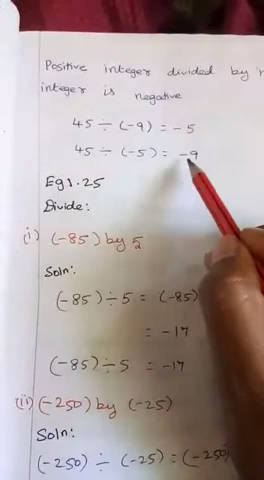 Positive integer divided by
integer is negative
45 ÷ (-9) = -5
45 ÷ (-5) = -9
Eg 1.25
Divide:
(i) (-85) by 5
Soln:
(-85) ÷ 5 = (-85)
= -17
(-85) ÷ 5 = -17
(ii) (-250) by (-25)
Soln:
(-250) ÷ (-25) = (-250)